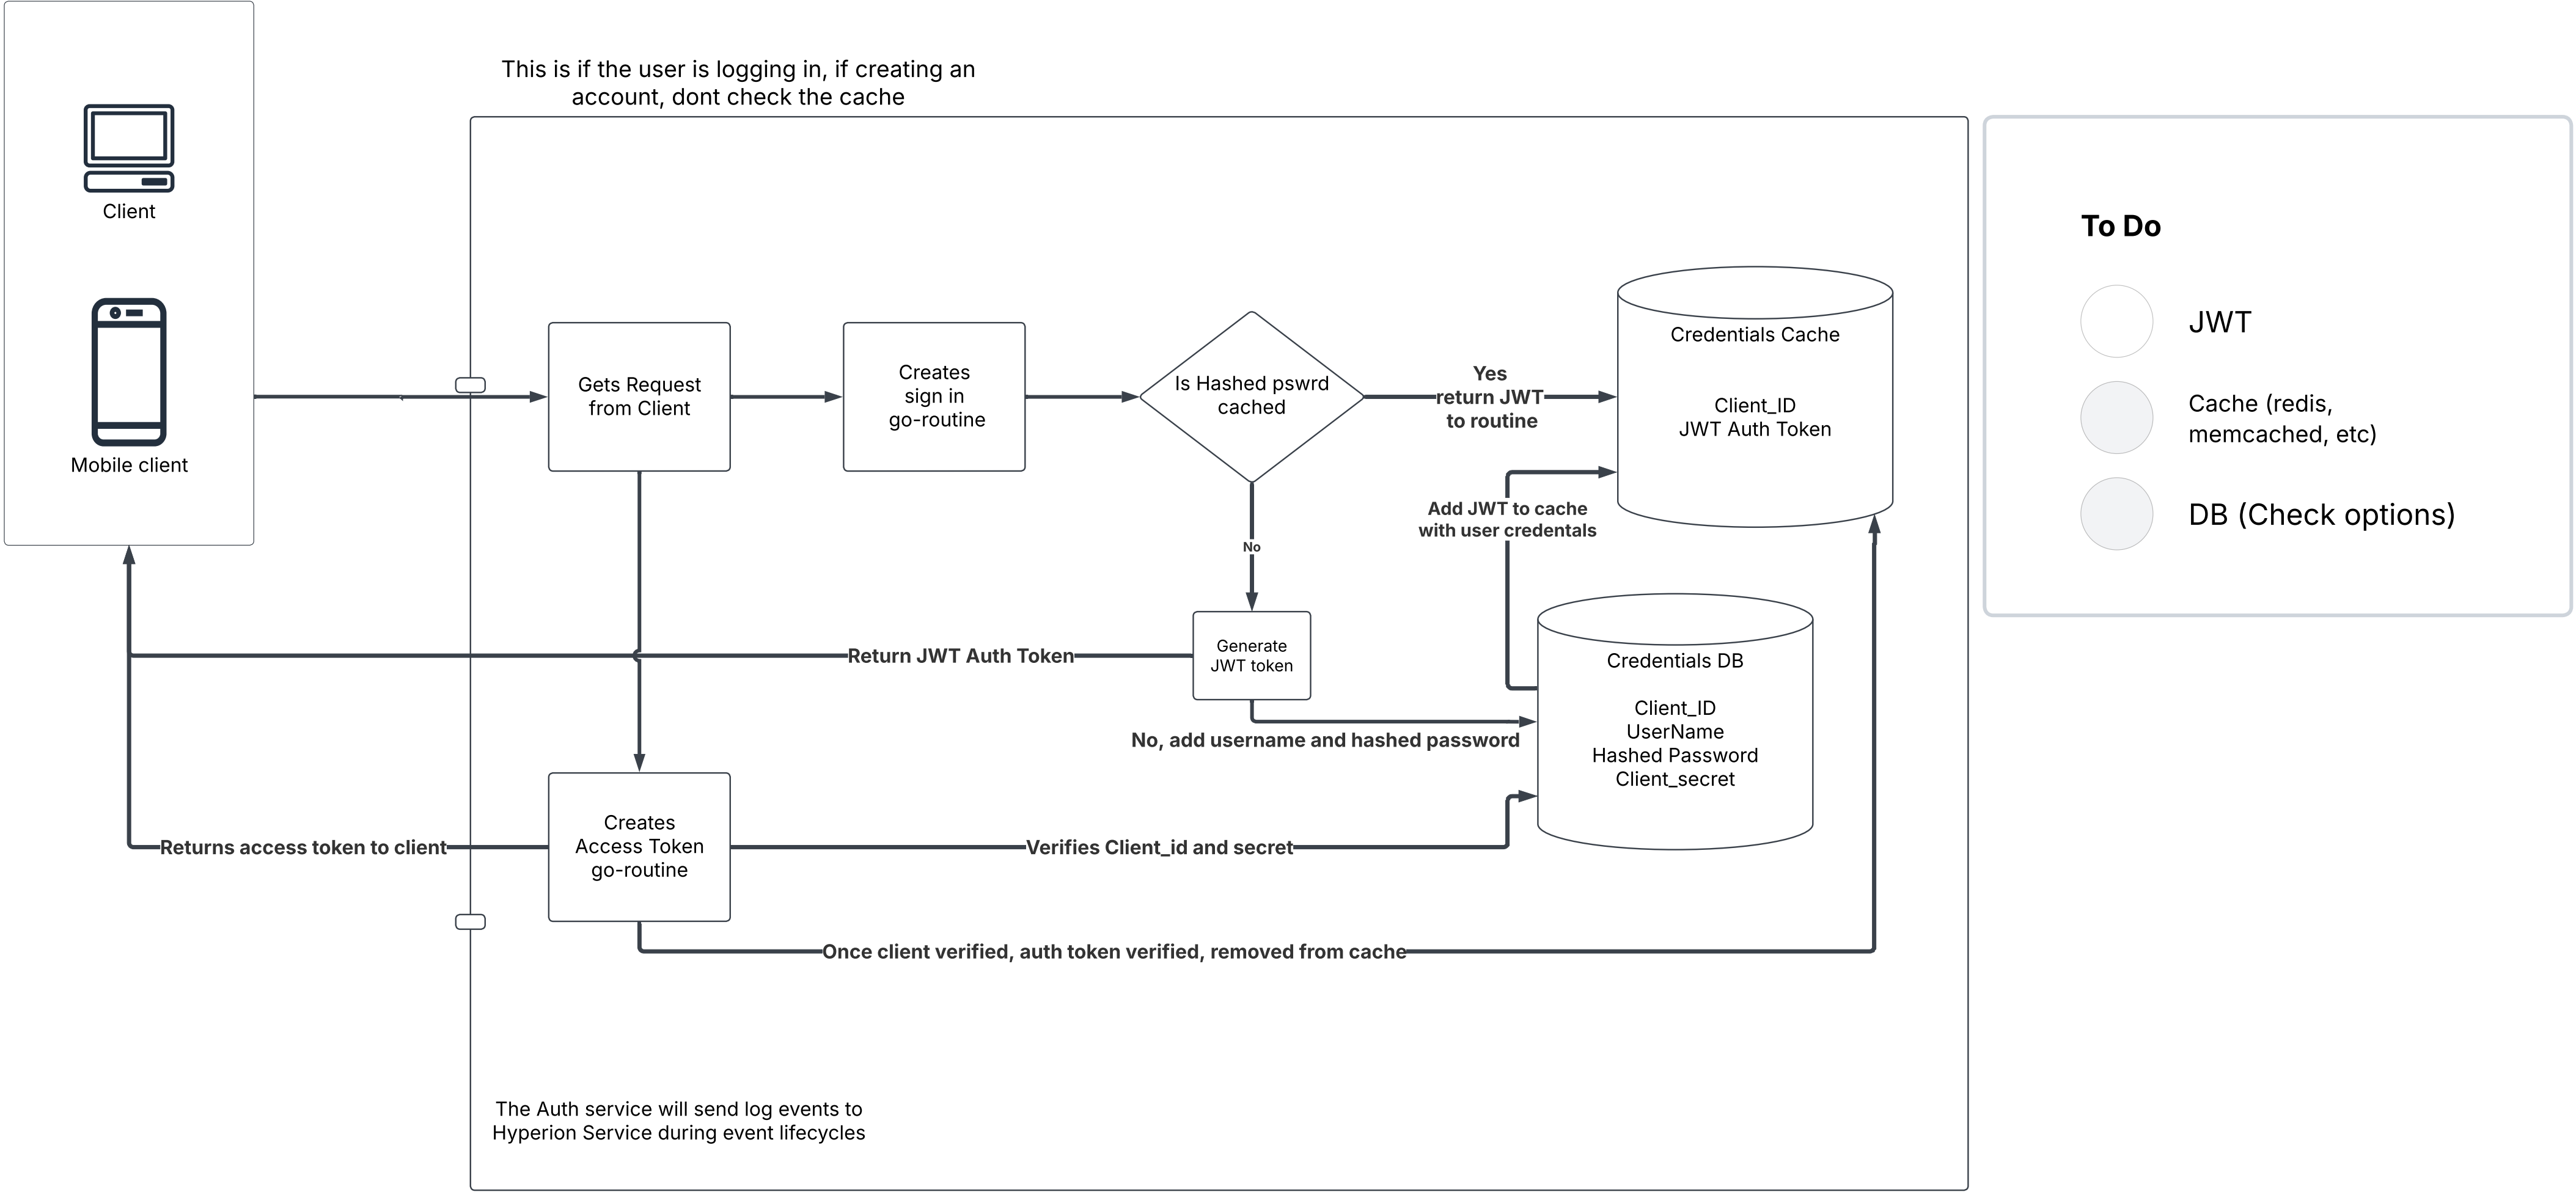 This is if the user is logging in, if creating an
account, dont check the cache
Client
Mobile client
Gets Request
from Client
Creates
sign in
go-routine
Is Hashed pswrd
cached
Yes
return JWT
to routine
Credentials Cache
Client_ID
JWT Auth Token
Add JWT to cache
with user credentals
No
Generate
JWT token
Return JWT Auth Token
No, add username and hashed password
Credentials DB
Client_ID
UserName
Hashed Password
Client_secret
Creates
Access Token
go-routine
Returns access token to client
Verifies Client_id and secret
Once client verified, auth token verified, removed from cache
The Auth service will send log events to
Hyperion Service during event lifecycles
To Do
JWT
Cache (redis,
memcached, etc)
DB (Check options)